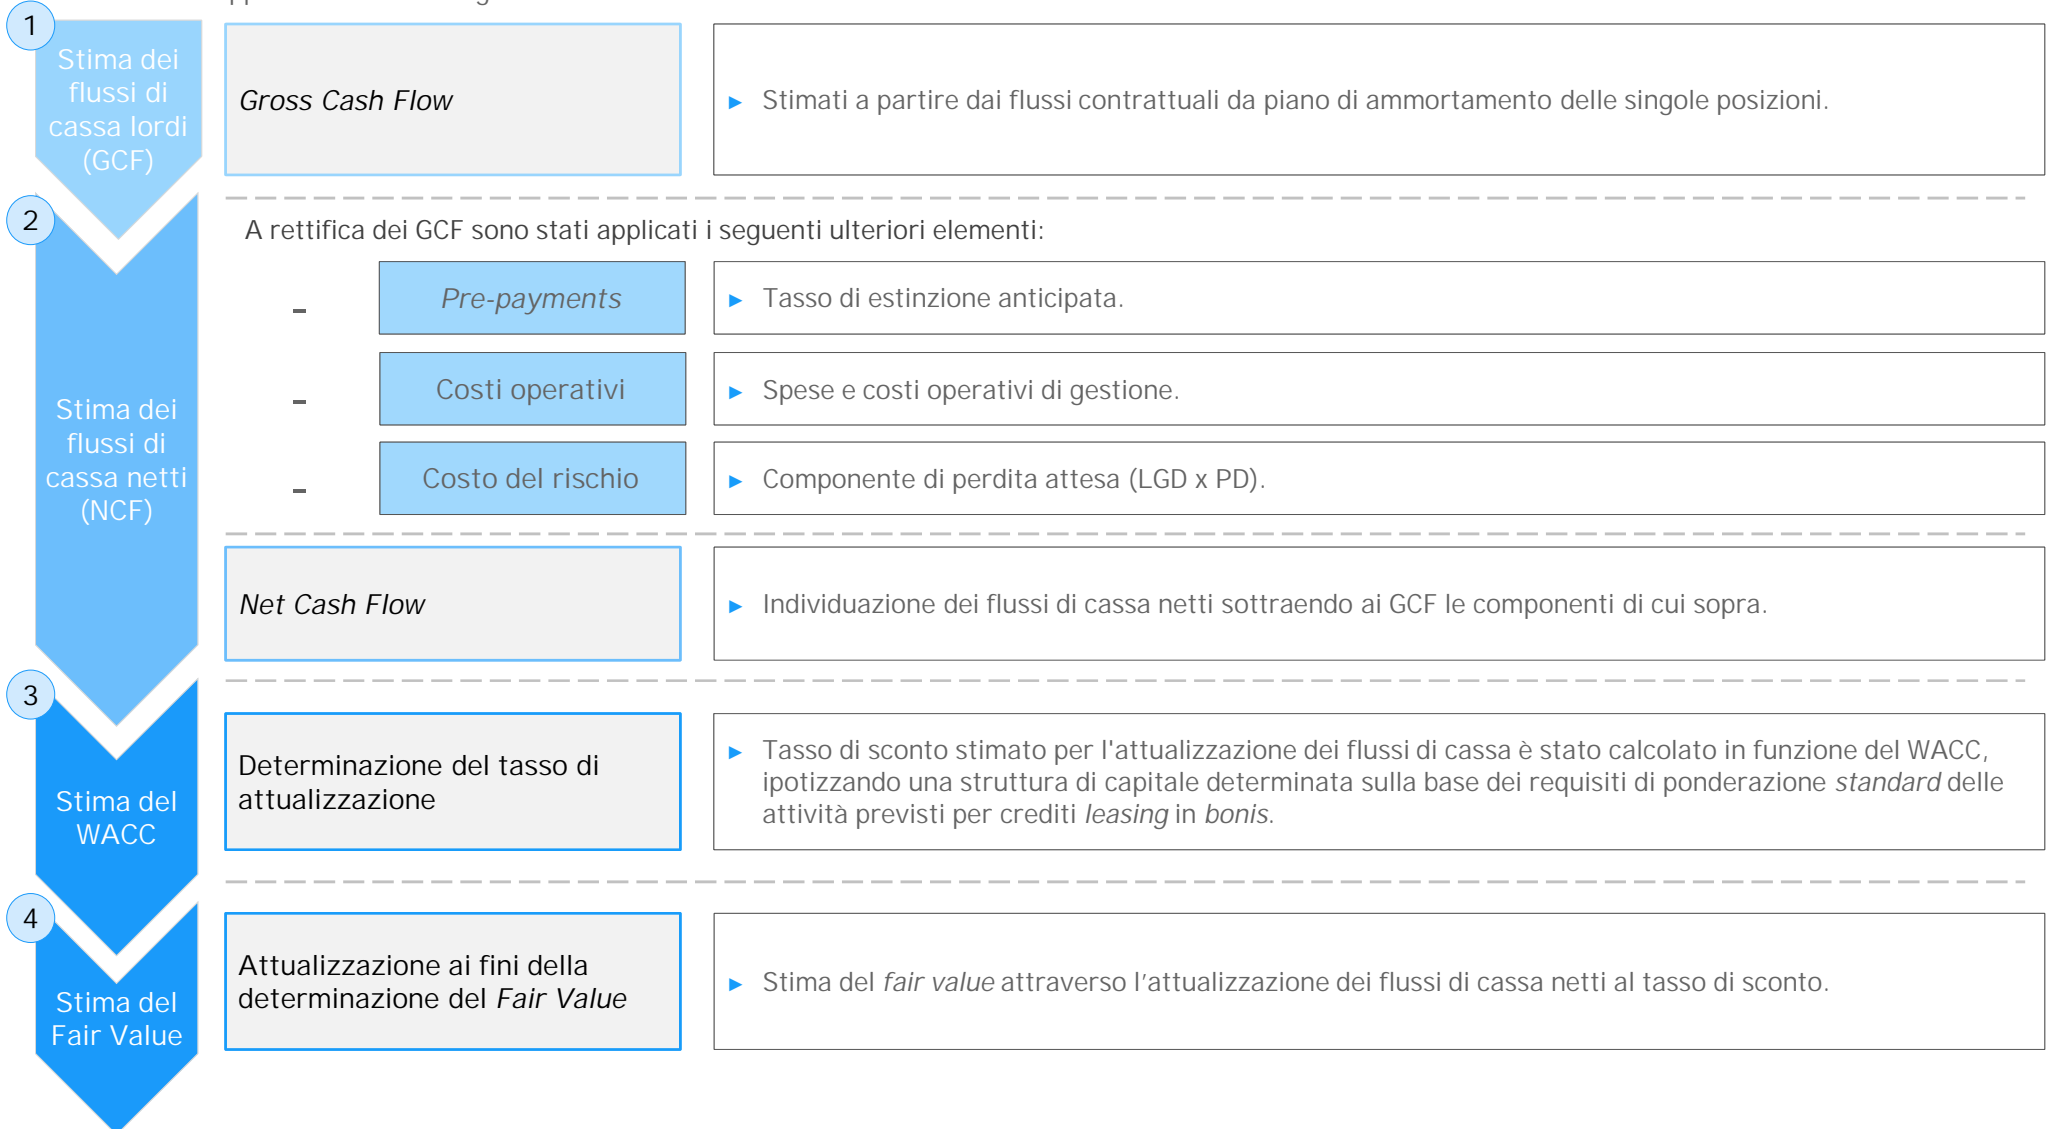 1
Stima dei
flussi di
cassa lordi
(GCF)
Gross Cash Flow
► Stimati a partire dai flussi contrattuali da piano di ammortamento delle singole posizioni.
2
Stima dei
flussi di
cassa netti
(NCF)
A rettifica dei GCF sono stati applicati i seguenti ulteriori elementi:
- Pre-payments
► Tasso di estinzione anticipata.
- Costi operativi
► Spese e costi operativi di gestione.
- Costo del rischio
► Componente di perdita attesa (LGD x PD).
Net Cash Flow
► Individuazione dei flussi di cassa netti sottraendo ai GCF le componenti di cui sopra.
3
Stima del
WACC
Determinazione del tasso di
attualizzazione
► Tasso di sconto stimato per l'attualizzazione dei flussi di cassa è stato calcolato in funzione del WACC,
ipotizzando una struttura di capitale determinata sulla base dei requisiti di ponderazione standard delle
attività previsti per crediti leasing in bonis.
4
Stima del
Fair Value
Attualizzazione ai fini della
determinazione del Fair Value
► Stima del fair value attraverso l’attualizzazione dei flussi di cassa netti al tasso di sconto.